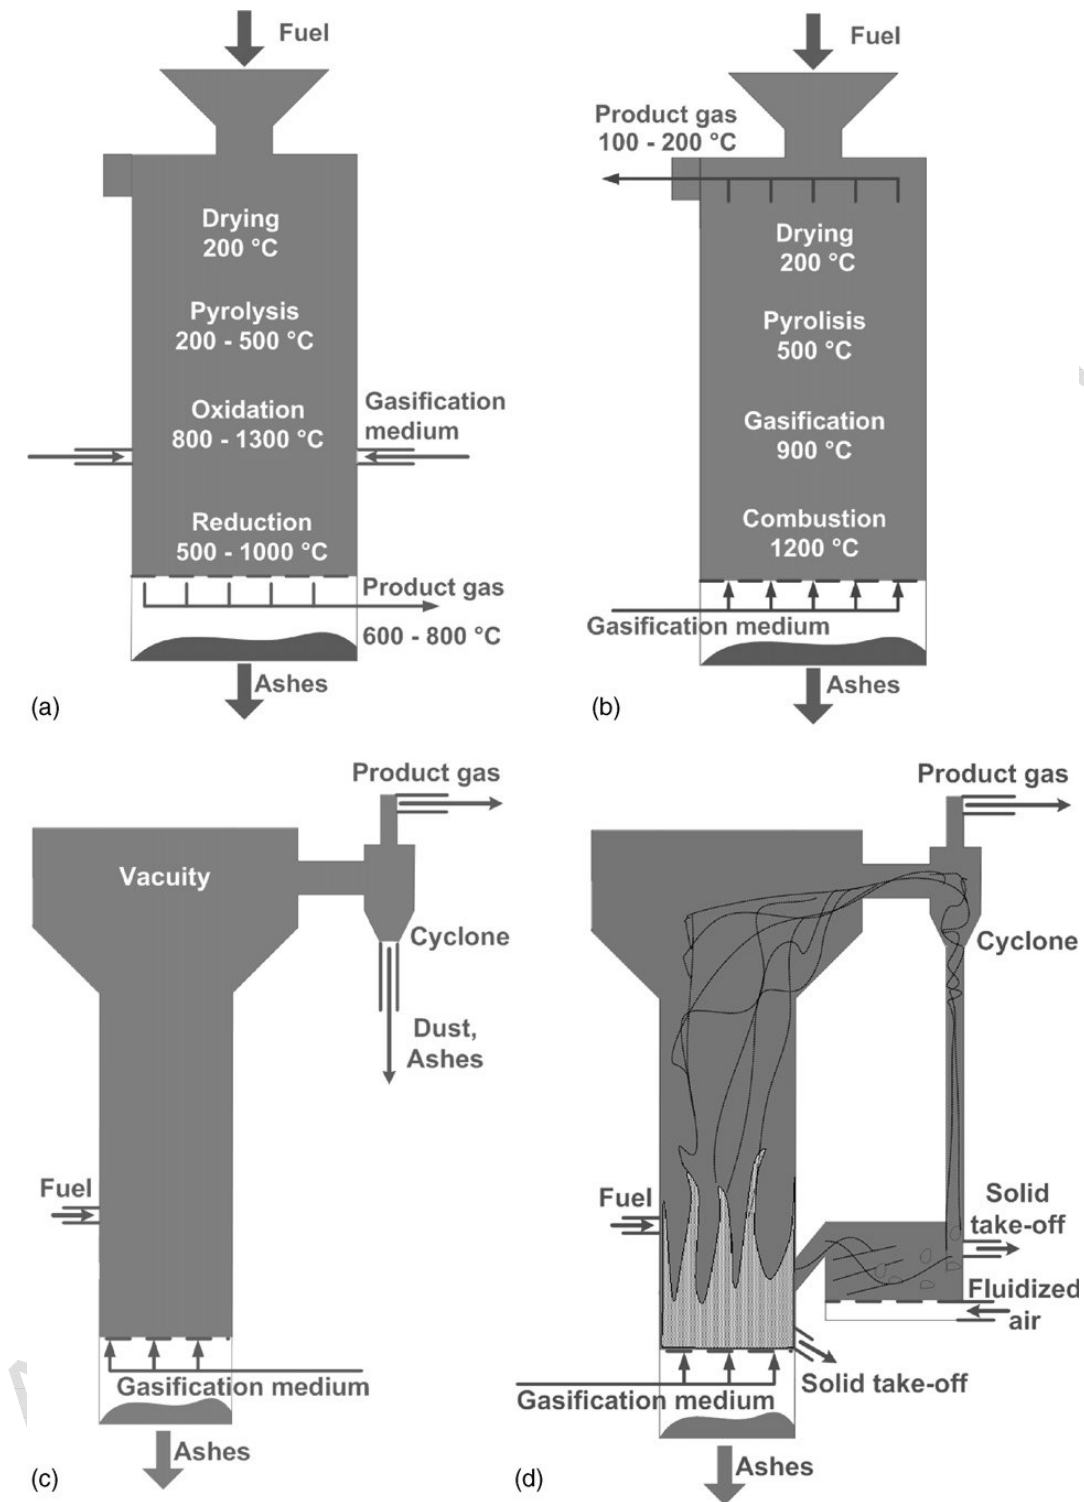 Fuel
Drying
200 °C
Pyrolysis
200 - 500 °C
Oxidation
800 - 1300 °C
Gasification
medium
Reduction
500 - 1000 °C
Product gas
600 - 800 °C
Ashes
(a)
Fuel
Product gas
100 - 200 °C
Drying
200 °C
Pyrolisis
500 °C
Gasification
900 °C
Combustion
1200 °C
Gasification medium
Ashes
(b)
Product gas
Vacuity
Cyclone
Dust,
Ashes
Fuel
Gasification medium
Ashes
(c)
Product gas
Cyclone
Fuel
Solid
take-off
Fluidized
air
Solid take-off
Gasification medium
Ashes
(d)